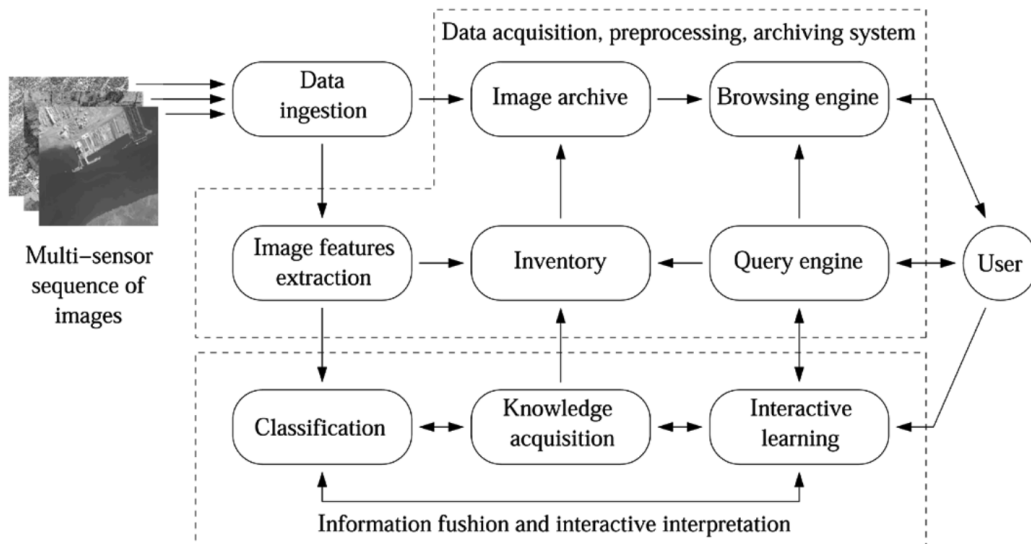 Data acquisition, preprocessing, archiving system
Data
ingestion
Image archive
Browsing engine
Multi−sensor
sequence of
images
Image features
extraction
Inventory
Query engine
User
Classification
Knowledge
acquisition
Interactive
learning
Information fushion and interactive interpretation